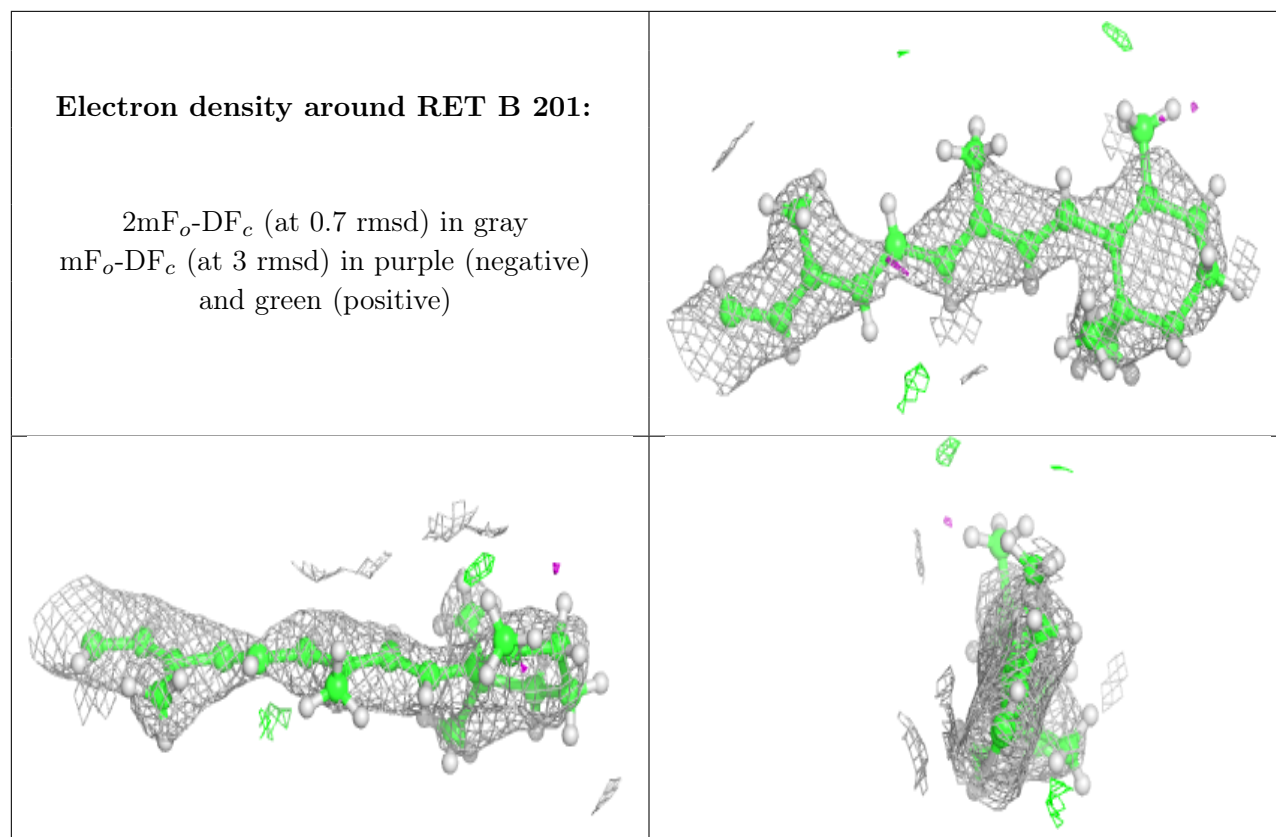 Electron density around RET B 201:
2mFo-DFc (at 0.7 rmsd) in gray
mFo-DFc (at 3 rmsd) in purple (negative)
and green (positive)